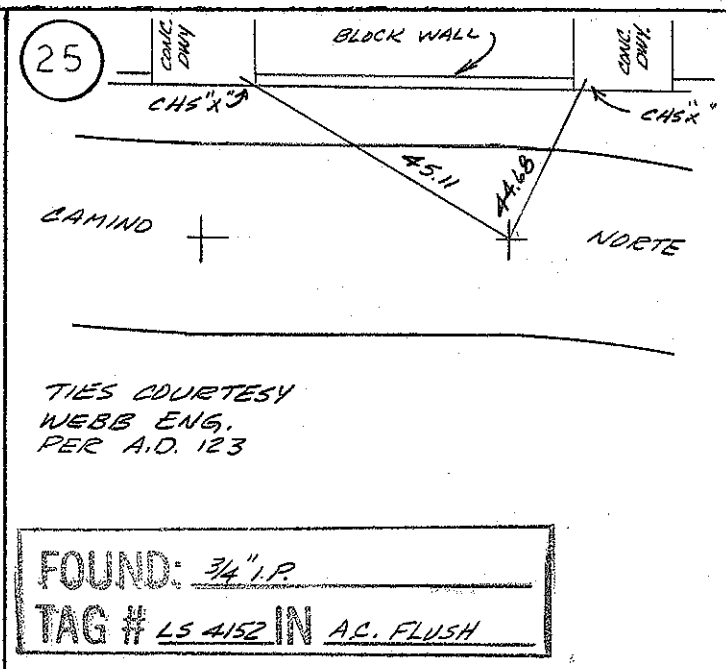 25
CONC. DWY
BLOCK WALL
CONC. DWY.
CHS "X"
CHS "X"
45.11
44.68
CAMINO
NORTE
TIES COURTESY
WEBB ENG.
PER A.D. 123
FOUND: 3/4" I.P.
TAG # LS 4152 IN A.C. FLUSH